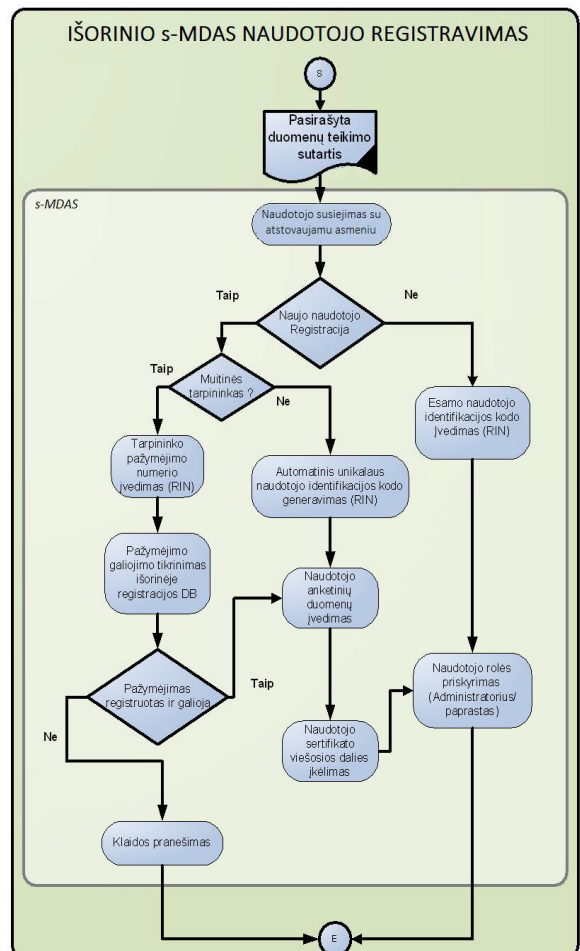 IŠORINIO s-MDAS NAUDOTOJO REGISTRAVIMAS
S
Pasirašyta
duomenų teikimo
sutartis
s-MDAS
Naudotojo susiejimas su
atstovaujamu asmeniu
Taip
Ne
Naujo naudotojo
Registracija
Taip
Muitinės
tarpininkas ?
Ne
Esamo naudotojo
identifikacijos kodo
Įvedimas (RIN)
Tarpininko
pažymėjimo
numerio
įvedimas (RIN)
Automatinis unikalaus
naudotojo identifikacijos kodo
generavimas (RIN)
Pažymėjimo
galiojimo tikrinimas
išorinėje
registracijos DB
Naudotojo
anketinių
duomenų
įvedimas
Pažymėjimas
registruotas ir galioja
Taip
Naudotojo rolės
priskyrimas
(Administratorius/
paprastas)
Ne
Naudotojo
sertifikato
viešosios dalies
įkėlimas
Klaidos pranešimas
E